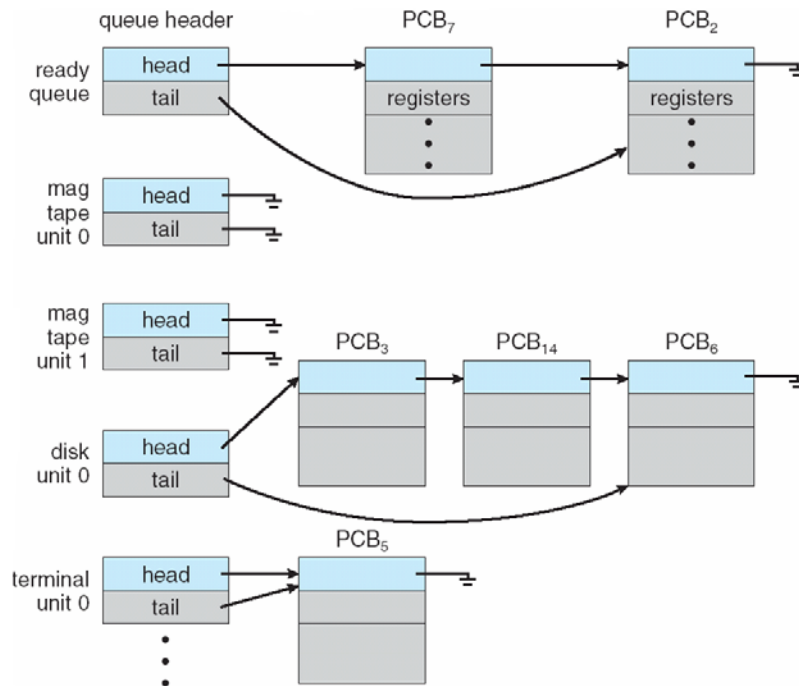 queue header
PCB7
PCB2
ready
queue
head
tail
registers
registers
mag
tape
unit 0
head
tail
mag
tape
unit 1
head
tail
PCB3
PCB14
PCB6
disk
unit 0
head
tail
PCB5
terminal
unit 0
head
tail